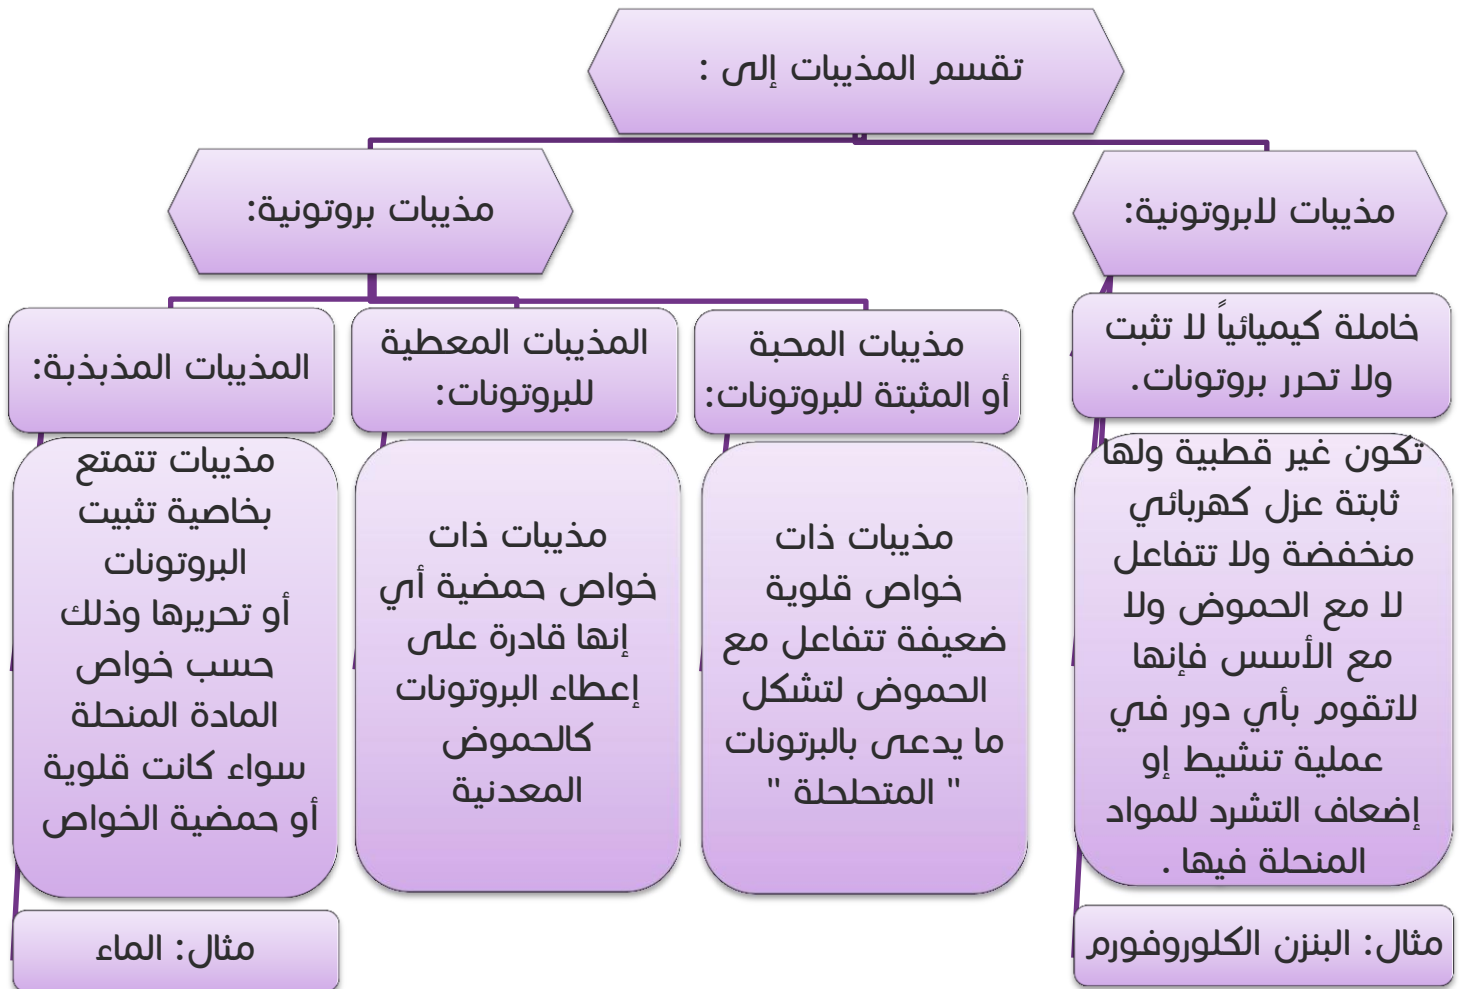 تقسم المذيبات إلى :
مذيبات لابروتونية:
خاملة كيميائياً لا تثبت
ولا تحرر بروتونات.
تكون غير قطبية ولها
ثابتة عزل كهربائي
منخفضة ولا تتفاعل
لا مع الحموض ولا
مع الأسس فإنها
لاتقوم بأي دور في
عملية تنشيط إو
إضعاف التشرد للمواد
المنحلة فيها .
مثال: البنزن الكلوروفورم
مذيبات بروتونية:
مذيبات المحبة
أو المثبتة للبروتونات:
مذيبات ذات
خواص قلوية
ضعيفة تتفاعل مع
الحموض لتشكل
ما يدعى بالبرتونات
" المتحلحلة "
المذيبات المعطية
للبروتونات:
مذيبات ذات
خواص حمضية أي
إنها قادرة على
إعطاء البروتونات
كالحموض
المعدنية
المذيبات المذبذبة:
مذيبات تتمتع
بخاصية تثبيت
البروتونات
أو تحريرها وذلك
حسب خواص
المادة المنحلة
سواء كانت قلوية
أو حمضية الخواص
مثال: الماء